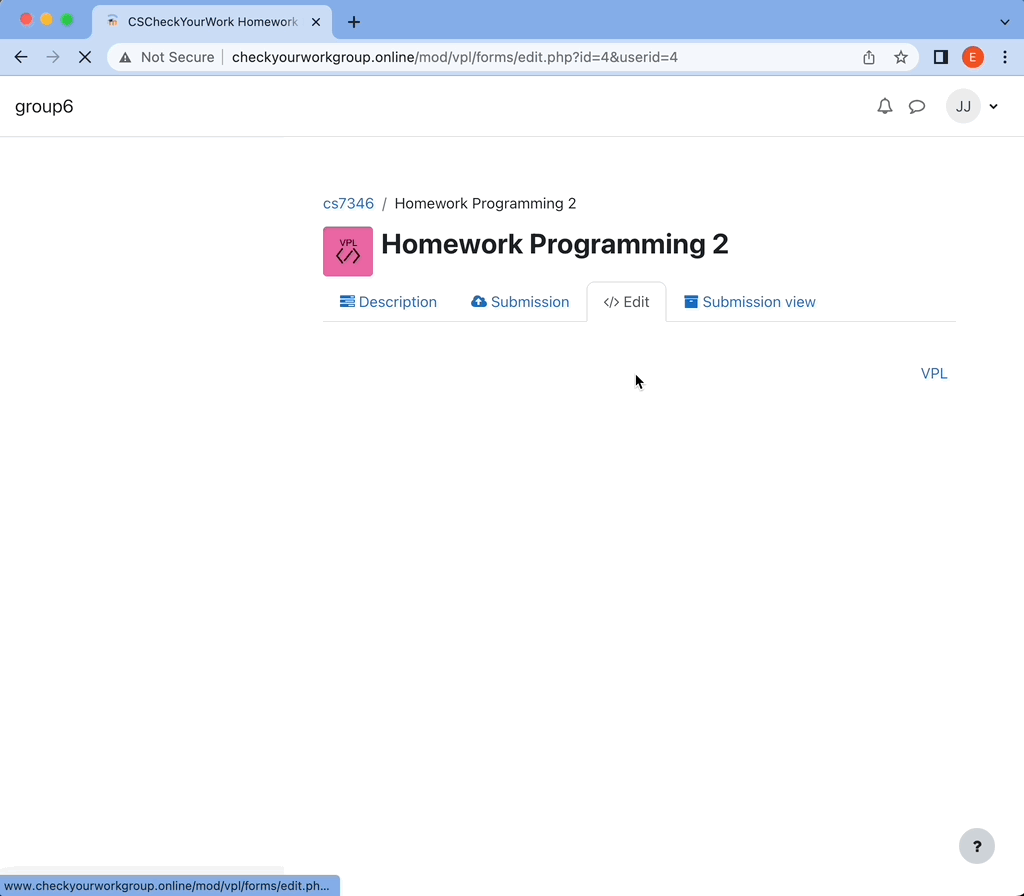 CSCheckYourWork Homework
Not Secure checkyourworkgroup.online/mod/vpl/forms/edit.php?id=4&userid=4
E
group6
JJ
cs7346 / Homework Programming 2
VPL
Homework Programming 2
Description Submission </> Edit Submission view
VPL
?
www.checkyourworkgroup.online/mod/vpl/forms/edit.ph...